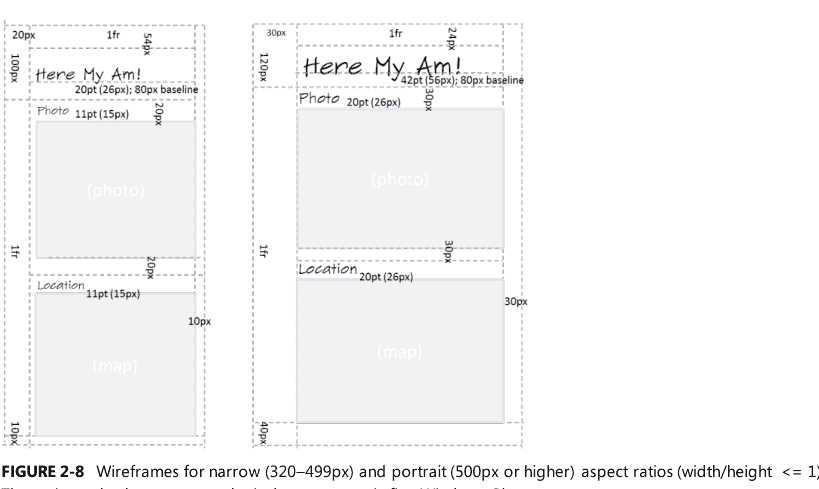 20px 1fr 54px
100px
Here My Am!
20pt (26px); 80px baseline
Photo 11pt (15px) 20px
(photo)
1fr
20px
Location
11pt (15px)
10px
(map)
10px
30px 1fr 24px
120px
Here My Am!
42pt (56px); 80px baseline
Photo 20pt (26px) 30px
(photo)
1fr
30px
Location
20pt (26px)
30px
(map)
40px
FIGURE 2-8 Wireframes for narrow (320–499px) and portrait (500px or higher) aspect ratios (width/height <= 1)